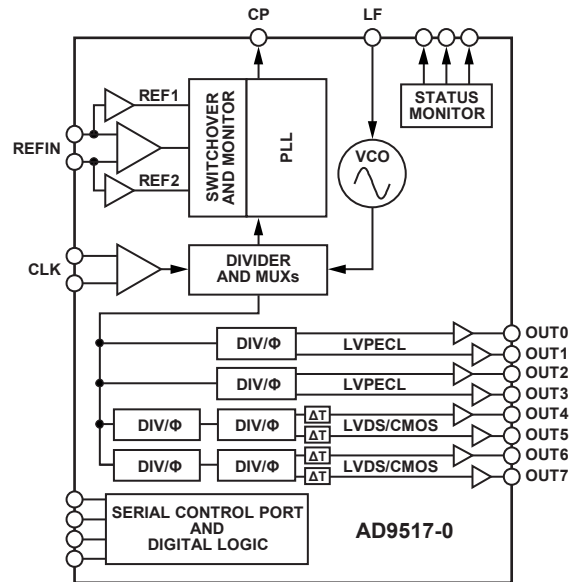 CP
LF
REF1
REFIN
REF2
SWITCHOVER
AND MONITOR
PLL
VCO
STATUS
MONITOR
CLK
DIVIDER
AND MUXs
DIV/Φ
LVPECL
OUT0
OUT1
DIV/Φ
LVPECL
OUT2
OUT3
DIV/Φ
DIV/Φ
ΔT
ΔT
LVDS/CMOS
OUT4
OUT5
DIV/Φ
DIV/Φ
ΔT
ΔT
LVDS/CMOS
OUT6
OUT7
SERIAL CONTROL PORT
AND
DIGITAL LOGIC
AD9517-0